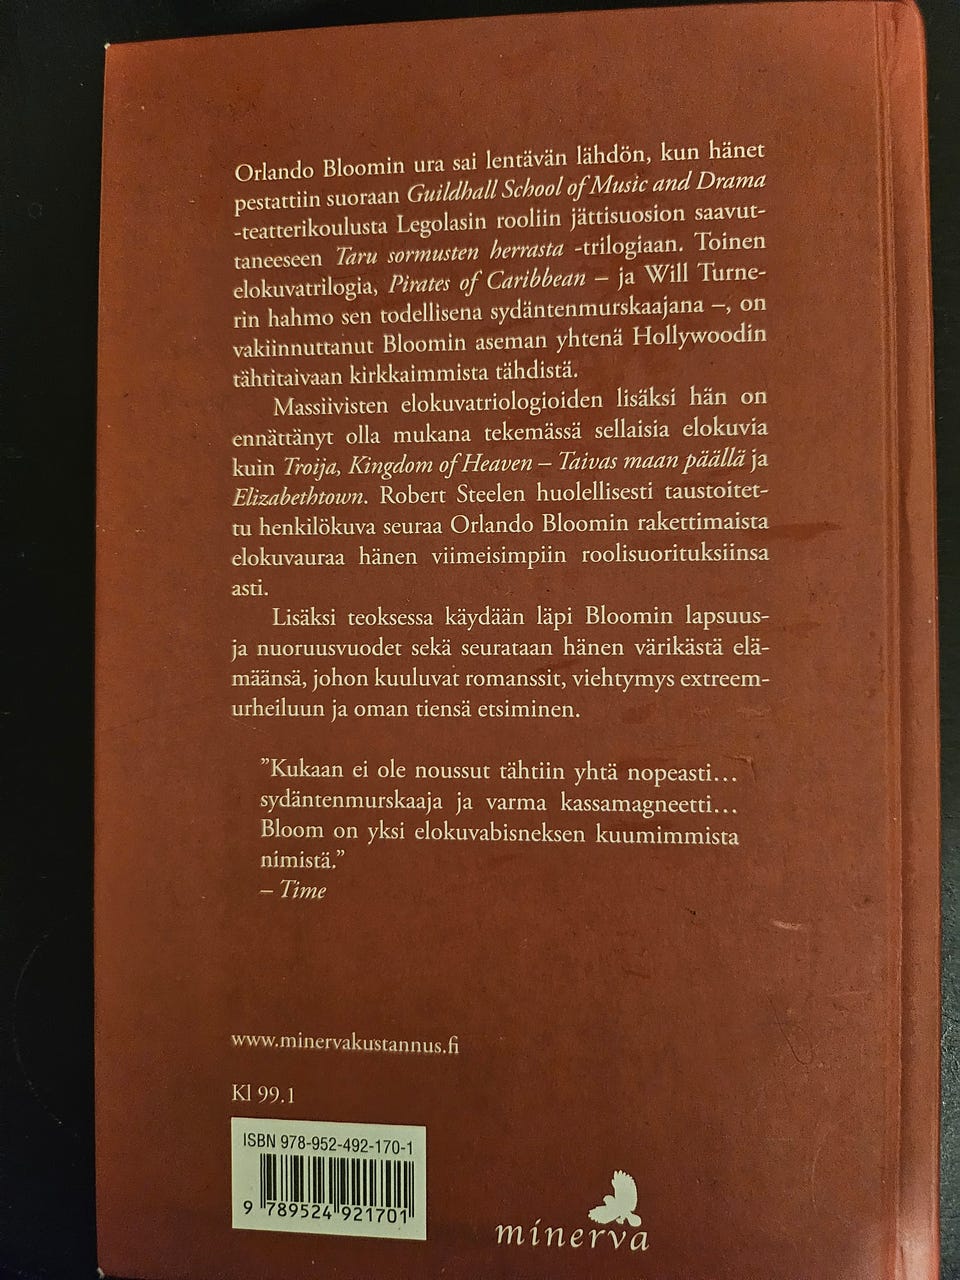 Orlando Bloomin ura sai lentävän lähdön, kun hänet
pestattiin suoraan Guildhall School of Music and Drama
-teatterikoulusta Legolasin rooliin jättisuosion saavut-
taneeseen Taru sormusten herrasta -trilogiaan. Toinen
elokuvatrilogia, Pirates of Caribbean – ja Will Turne-
rin hahmo sen todellisena sydäntenmurskaajana –, on
vakiinnuttanut Bloomin aseman yhtenä Hollywoodin
tähtitaivaan kirkkaimmista tähdistä.
Massiivisten elokuvatriologioiden lisäksi hän on
ennättänyt olla mukana tekemässä sellaisia elokuvia
kuin Troija, Kingdom of Heaven – Taivas maan päällä ja
Elizabethtown. Robert Steelen huolellisesti taustoitet-
tu henkilökuva seuraa Orlando Bloomin rakettimaista
elokuvauraa hänen viimeisimpiin roolisuorituksiinsa
asti.
Lisäksi teoksessa käydään läpi Bloomin lapsuus-
ja nuoruusvuodet sekä seurataan hänen värikästä elä-
määnsä, johon kuuluvat romanssit, viehtymys extreem-
urheiluun ja oman tiensä etsiminen.
”Kukaan ei ole noussut tähtiin yhtä nopeasti…
sydäntenmurskaaja ja varma kassamagneetti…
Bloom on yksi elokuvabisneksen kuumimmista
nimistä.”
– Time
www.minervakustannus.fi
Kl 99.1
ISBN 978-952-492-170-1
9 789524 921701
minerva